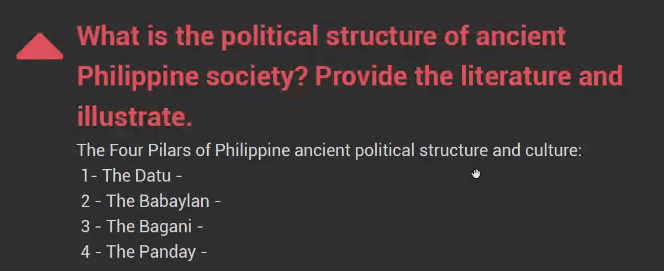 What is the political structure of ancient
Philippine society? Provide the literature and
illustrate.
The Four Pilars of Philippine ancient political structure and culture:
1- The Datu -
2 - The Babaylan -
3 - The Bagani -
4 - The Panday -